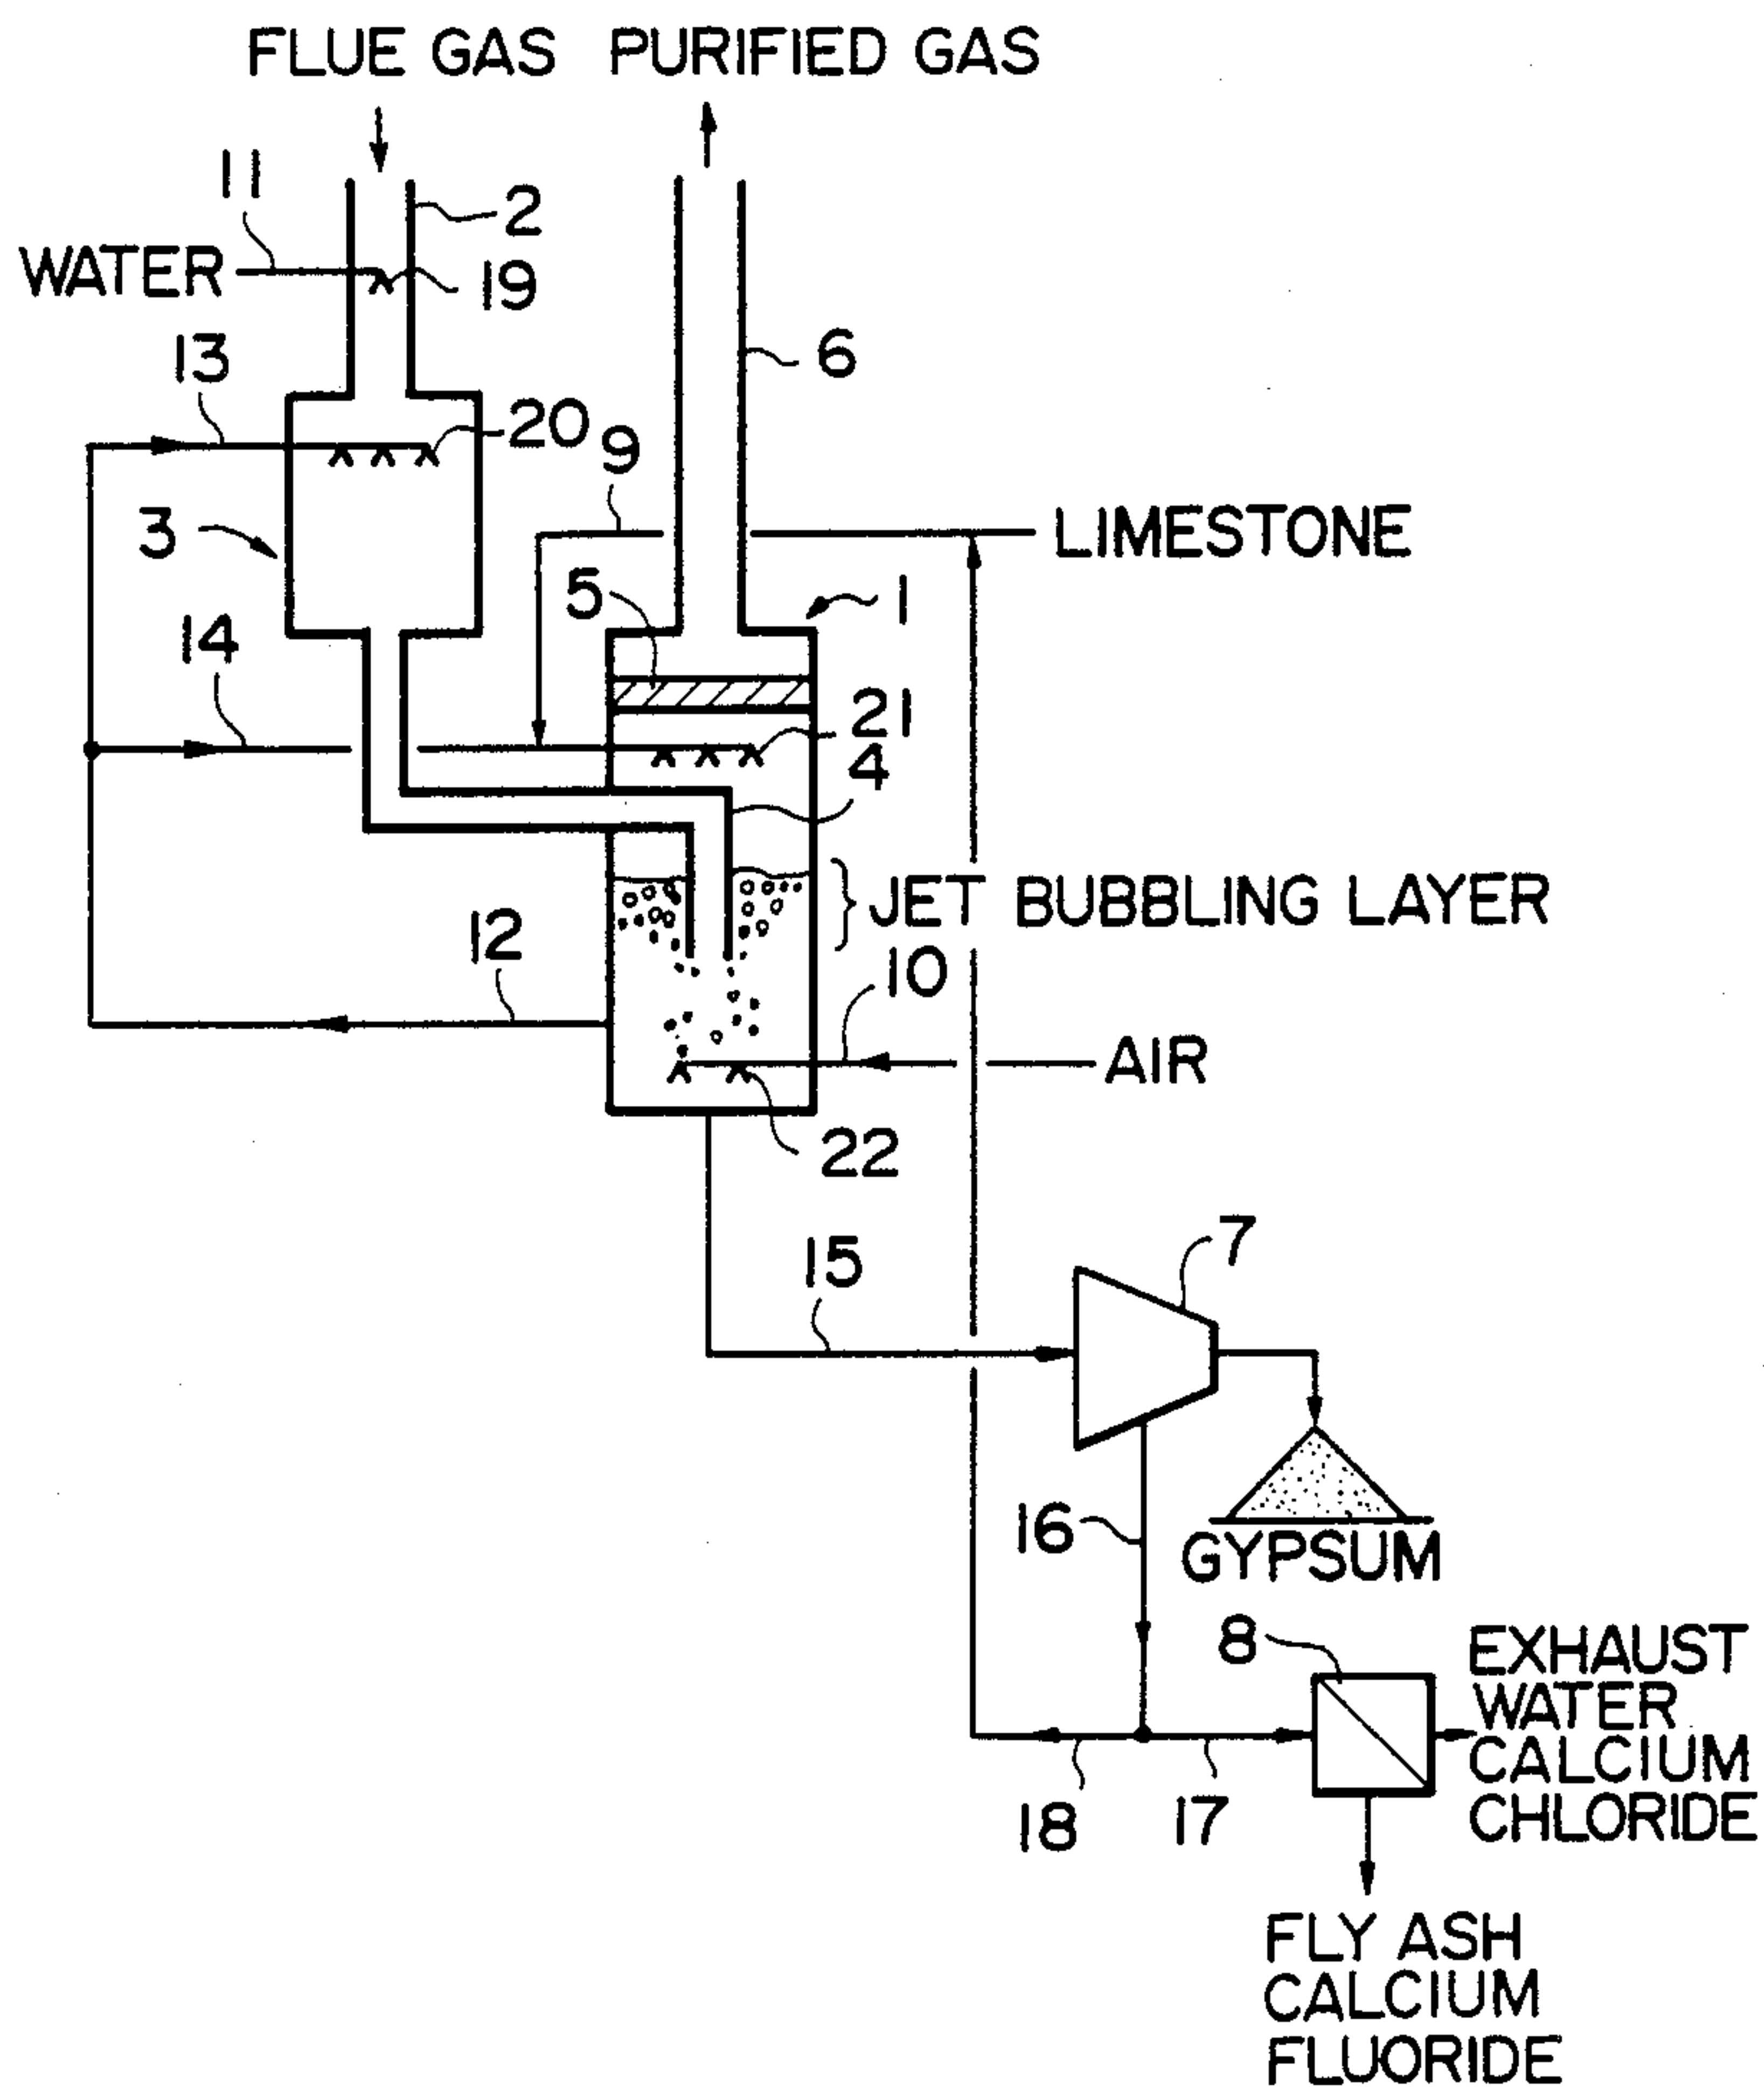 FLUE GAS PURIFIED GAS
11
2
WATER
19
13
6
20
9
3
LIMESTONE
5
1
14
21
4
JET BUBBLING LAYER
12
10
AIR
22
7
15
16
GYPSUM
8
EXHAUST
WATER
CALCIUM
CHLORIDE
18
17
FLY ASH
CALCIUM
FLUORIDE